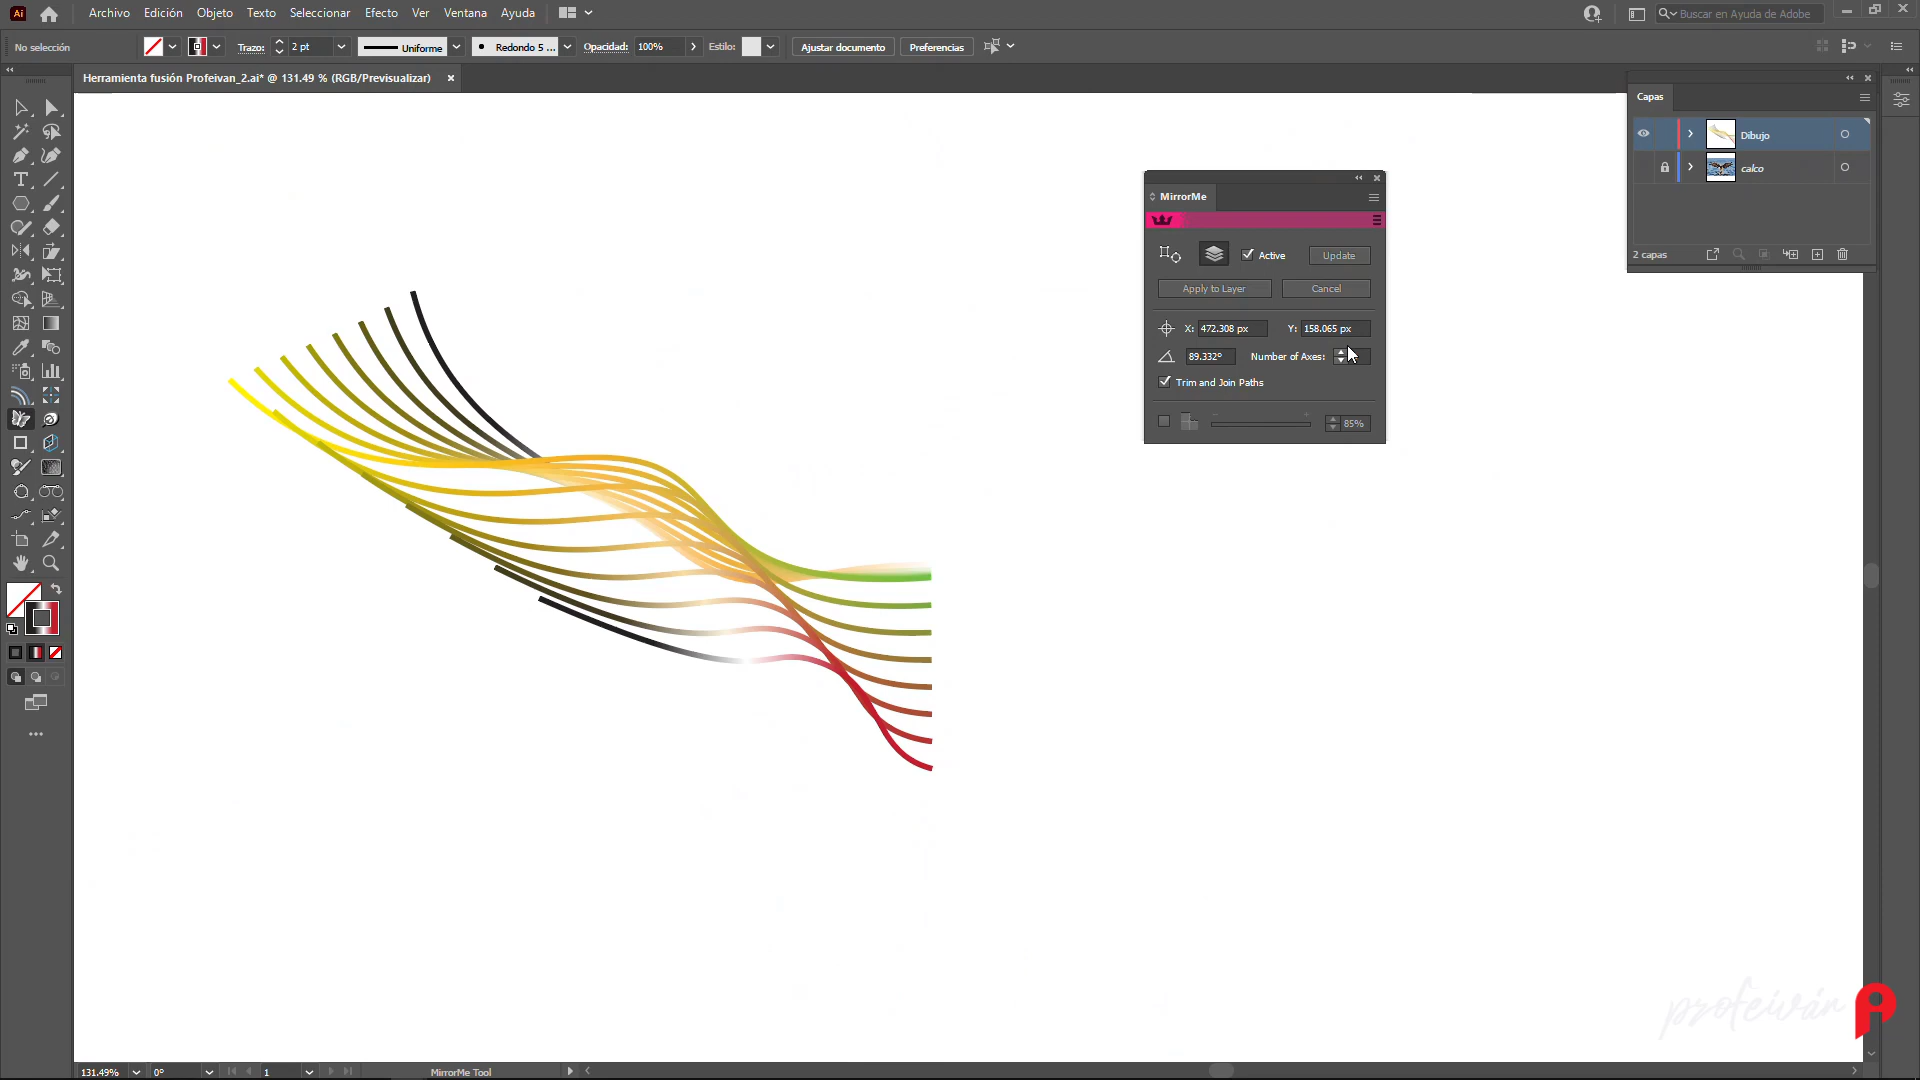 Ai Archivo Edición Objeto Texto Seleccionar Efecto Ver Ventana Ayuda Buscar en Ayuda de Adobe
No selección Trazo: 2 pt Uniforme Redondo 5 ... Opacidad: 100% Estilo: Ajustar documento Preferencias
Herramienta fusión Profeivan_2.ai* @ 131.49 % (RGB/Previsualizar)
Capas
Dibujo
calco
2 capas
MirrorMe
Active Update
Apply to Layer Cancel
X: 472.308 px Y: 158.065 px
89.332º Number of Axes:
Trim and Join Paths
85%
profeiván
131.49% 0º 1 MirrorMe Tool